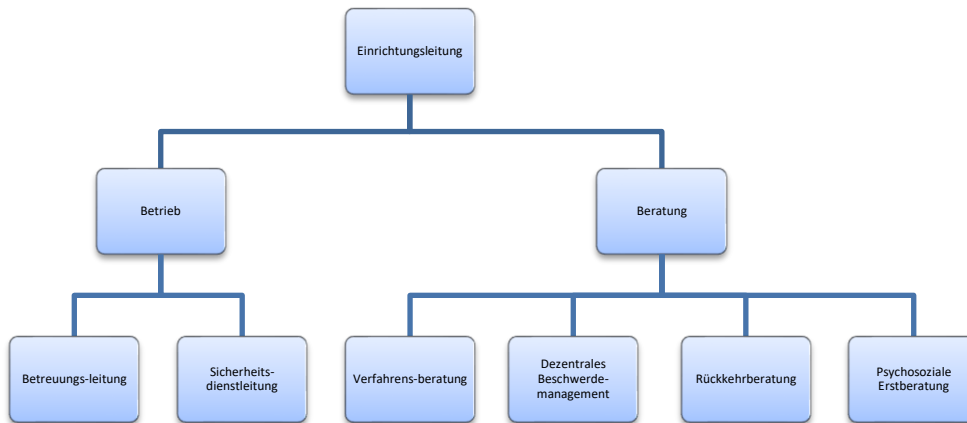 Einrichtungsleitung
Betrieb
Beratung
Betreuungs-leitung
Sicherheits-
dienstleitung
Verfahrens-beratung
Dezentrales
Beschwerde-
management
Rückkehrberatung
Psychosoziale
Erstberatung